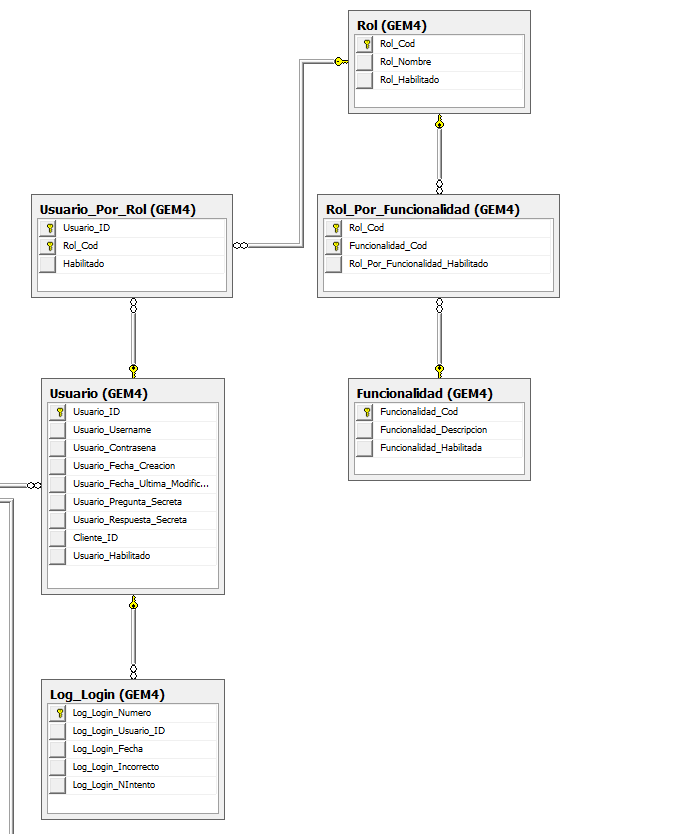 Rol (GEM4)
Rol_Cod
Rol_Nombre
Rol_Habilitado
Usuario_Por_Rol (GEM4)
Usuario_ID
Rol_Cod
Habilitado
Rol_Por_Funcionalidad (GEM4)
Rol_Cod
Funcionalidad_Cod
Rol_Por_Funcionalidad_Habilitado
Usuario (GEM4)
Usuario_ID
Usuario_Username
Usuario_Contrasena
Usuario_Fecha_Creacion
Usuario_Fecha_Ultima_Modific...
Usuario_Pregunta_Secreta
Usuario_Respuesta_Secreta
Cliente_ID
Usuario_Habilitado
Funcionalidad (GEM4)
Funcionalidad_Cod
Funcionalidad_Descripcion
Funcionalidad_Habilitada
Log_Login (GEM4)
Log_Login_Numero
Log_Login_Usuario_ID
Log_Login_Fecha
Log_Login_Incorrecto
Log_Login_NIntento